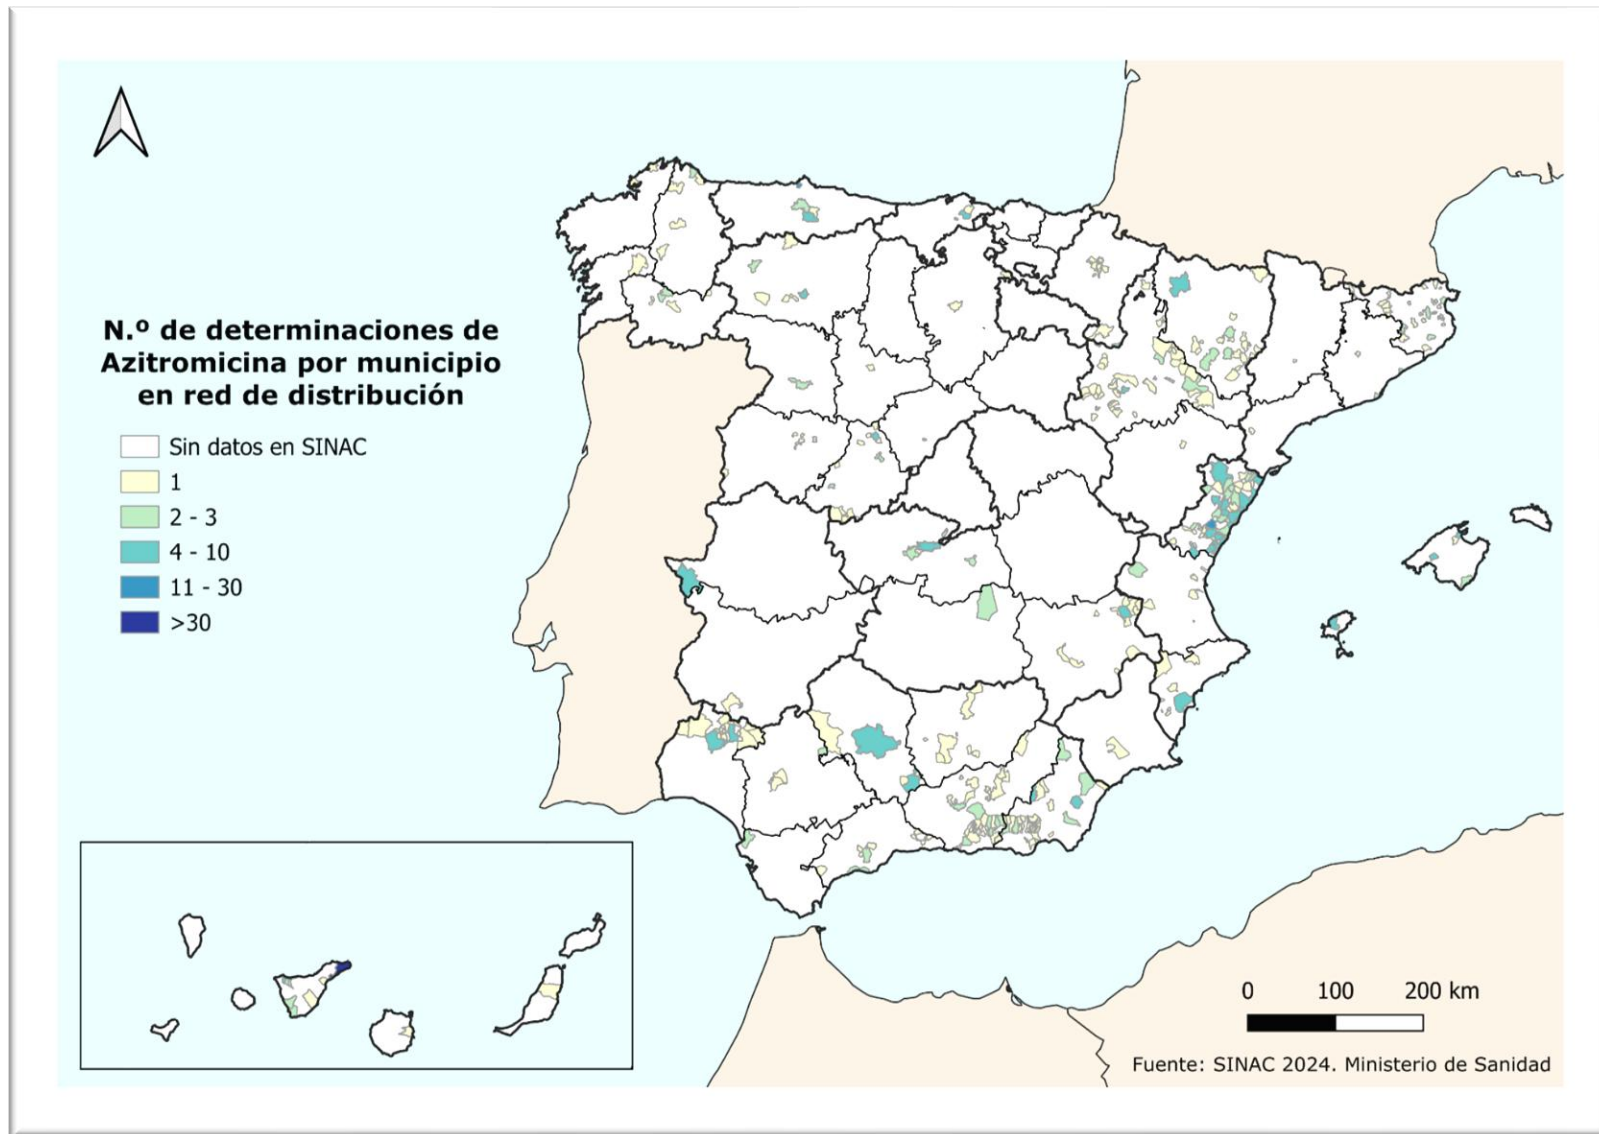 N.º de determinaciones de
Azitromicina por municipio
en red de distribución
Sin datos en SINAC
1
2 - 3
4 - 10
11 - 30
>30
0 100 200 km
Fuente: SINAC 2024. Ministerio de Sanidad